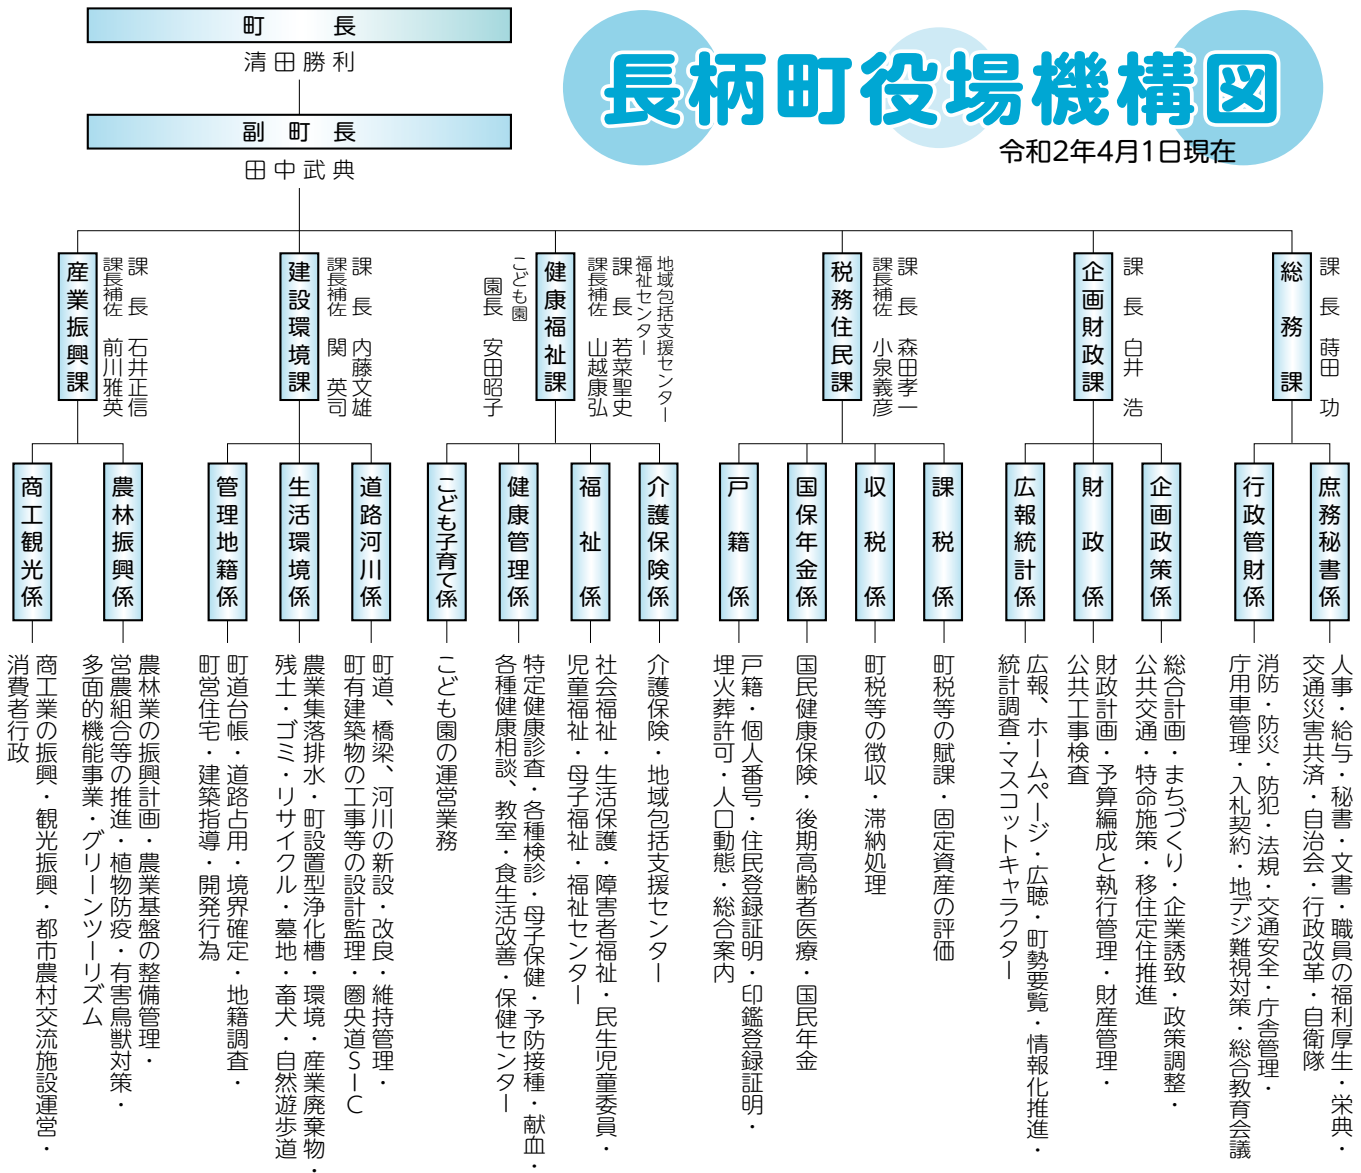 長柄町役場機構図
令和2年4月1日現在
町長
清田勝利
副町長
田中武典
総務課
課長 蒔田 功
企画財政課
課長 白井 浩
税務住民課
課長 森田孝一
課長補佐 小泉義彦
健康福祉課
地域包括支援センター
福祉センター
課長 若菜聖史
課長補佐 山越康弘
こども園
園長 安田昭子
建設環境課
課長 内藤文雄
課長補佐 関 英司
産業振興課
課長 石井正信
課長補佐 前川雅英
庶務秘書係
人事・給与・秘書・文書・職員の福利厚生・栄典・
交通災害共済・自治会・行政改革・自衛隊
行政管財係
消防・防災・防犯・法規・交通安全・庁舎管理・
庁用車管理・入札契約・地デジ難視対策・総合教育会議
企画政策係
総合計画・まちづくり・企業誘致・政策調整・
公共交通・特命施策・移住定住推進
財政係
財政計画・予算編成と執行管理・財産管理・
公共工事検査
広報統計係
広報、ホームページ・広聴・町勢要覧・情報化推進・
統計調査・マスコットキャラクター
課税係
町税等の賦課・固定資産の評価
収税係
町税等の徴収・滞納処理
国保年金係
国民健康保険・後期高齢者医療・国民年金
戸籍係
戸籍・個人番号・住民登録証明・印鑑登録証明・
埋火葬許可・人口動態・総合案内
介護保険係
介護保険・地域包括支援センター
福祉係
社会福祉・生活保護・障害者福祉・民生児童委員・
児童福祉・母子福祉・福祉センター
健康管理係
特定健康診査・各種検診・母子保健・予防接種・献血・
各種健康相談、教室・食生活改善・保健センター
こども子育て係
こども園の運営業務
道路河川係
町道、橋梁、河川の新設・改良・維持管理・
町有建築物の工事等の設計監理・圏央道SIC
生活環境係
農業集落排水・町設置型浄化槽・環境・産業廃棄物・
残土・ゴミ・リサイクル・墓地・畜犬・自然遊歩道
管理地籍係
町道台帳・道路占用・境界確定・地籍調査・
町営住宅・建築指導・開発行為
農林振興係
農林業の振興計画・農業基盤の整備管理・
営農組合等の推進・植物防疫・有害鳥獣対策・
多面的機能事業・グリーンツーリズム
商工観光係
商工業の振興・観光振興・都市農村交流施設運営・
消費者行政